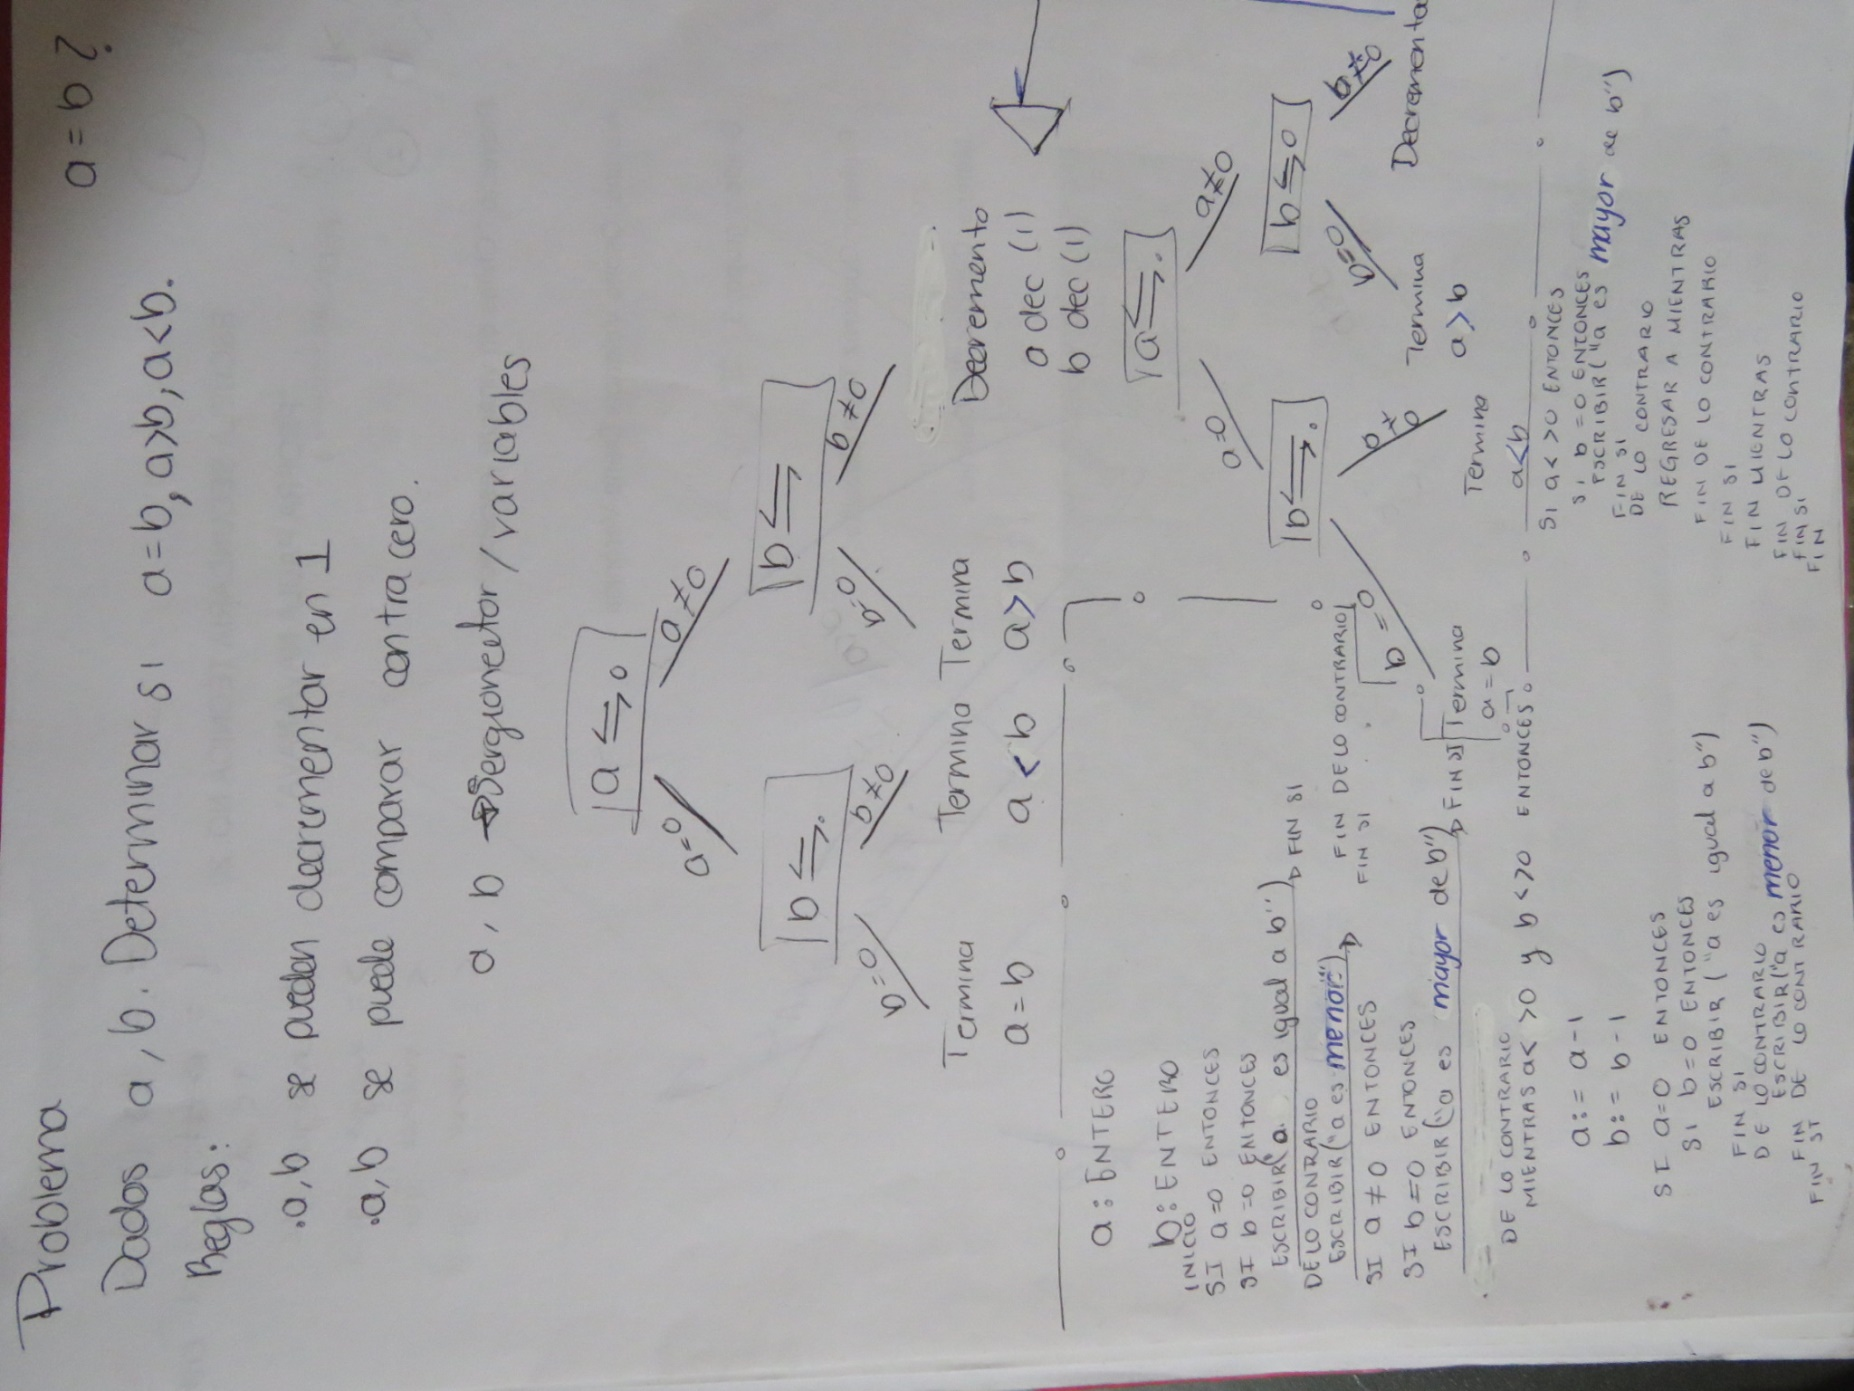 Problema
a = b ?
Dados a, b. Determinar si a=b, a>b, a<b.
Reglas:
.a,b se puedan decrementar en 1
.a,b se puede comparar contra cero.
a, b → /variables
a ⇆ 0
a=0
a≠0
b ⇆ .
b ⇆
b=0
b≠0
b=0
b≠0
Termina
Termina
Termina
Decremento
a = b
a < b
a > b
a dec (1)
b dec (1)
a ⇆ .
a=0
a≠0
b ⇆ .
b ⇆ 0
b=0
b≠0
b=0
b≠0
Termina
a=b
Termina
a<b
Termina
a>b
Decrementa
a : ENTERO
b : ENTERO
INICIO
SI a=0 ENTONCES
SI b=0 ENTONCES
ESCRIBIR("a es igual a b") FIN SI
DE LO CONTRARIO
ESCRIBIR("a es menor")
FIN DE LO CONTRARIO
FIN SI
SI a≠0 ENTONCES
SI b=0 ENTONCES
ESCRIBIR("a es mayor de b") FIN SI
DE LO CONTRARIO
MIENTRAS a<>0 y b<>0 ENTONCES
a:= a-1
b:= b-1
SI a=0 ENTONCES
SI b=0 ENTONCES
ESCRIBIR ("a es igual a b")
FIN SI
DE LO CONTRARIO
ESCRIBIR("a es menor de b")
FIN DE LO CONTRARIO
FIN SI
SI a<>0 ENTONCES
SI b=0 ENTONCES
ESCRIBIR("a es mayor de b")
FIN SI
DE LO CONTRARIO
REGRESAR A MIENTRAS
FIN DE LO CONTRARIO
FIN SI
FIN MIENTRAS
FIN DE LO CONTRARIO
FIN SI
FIN